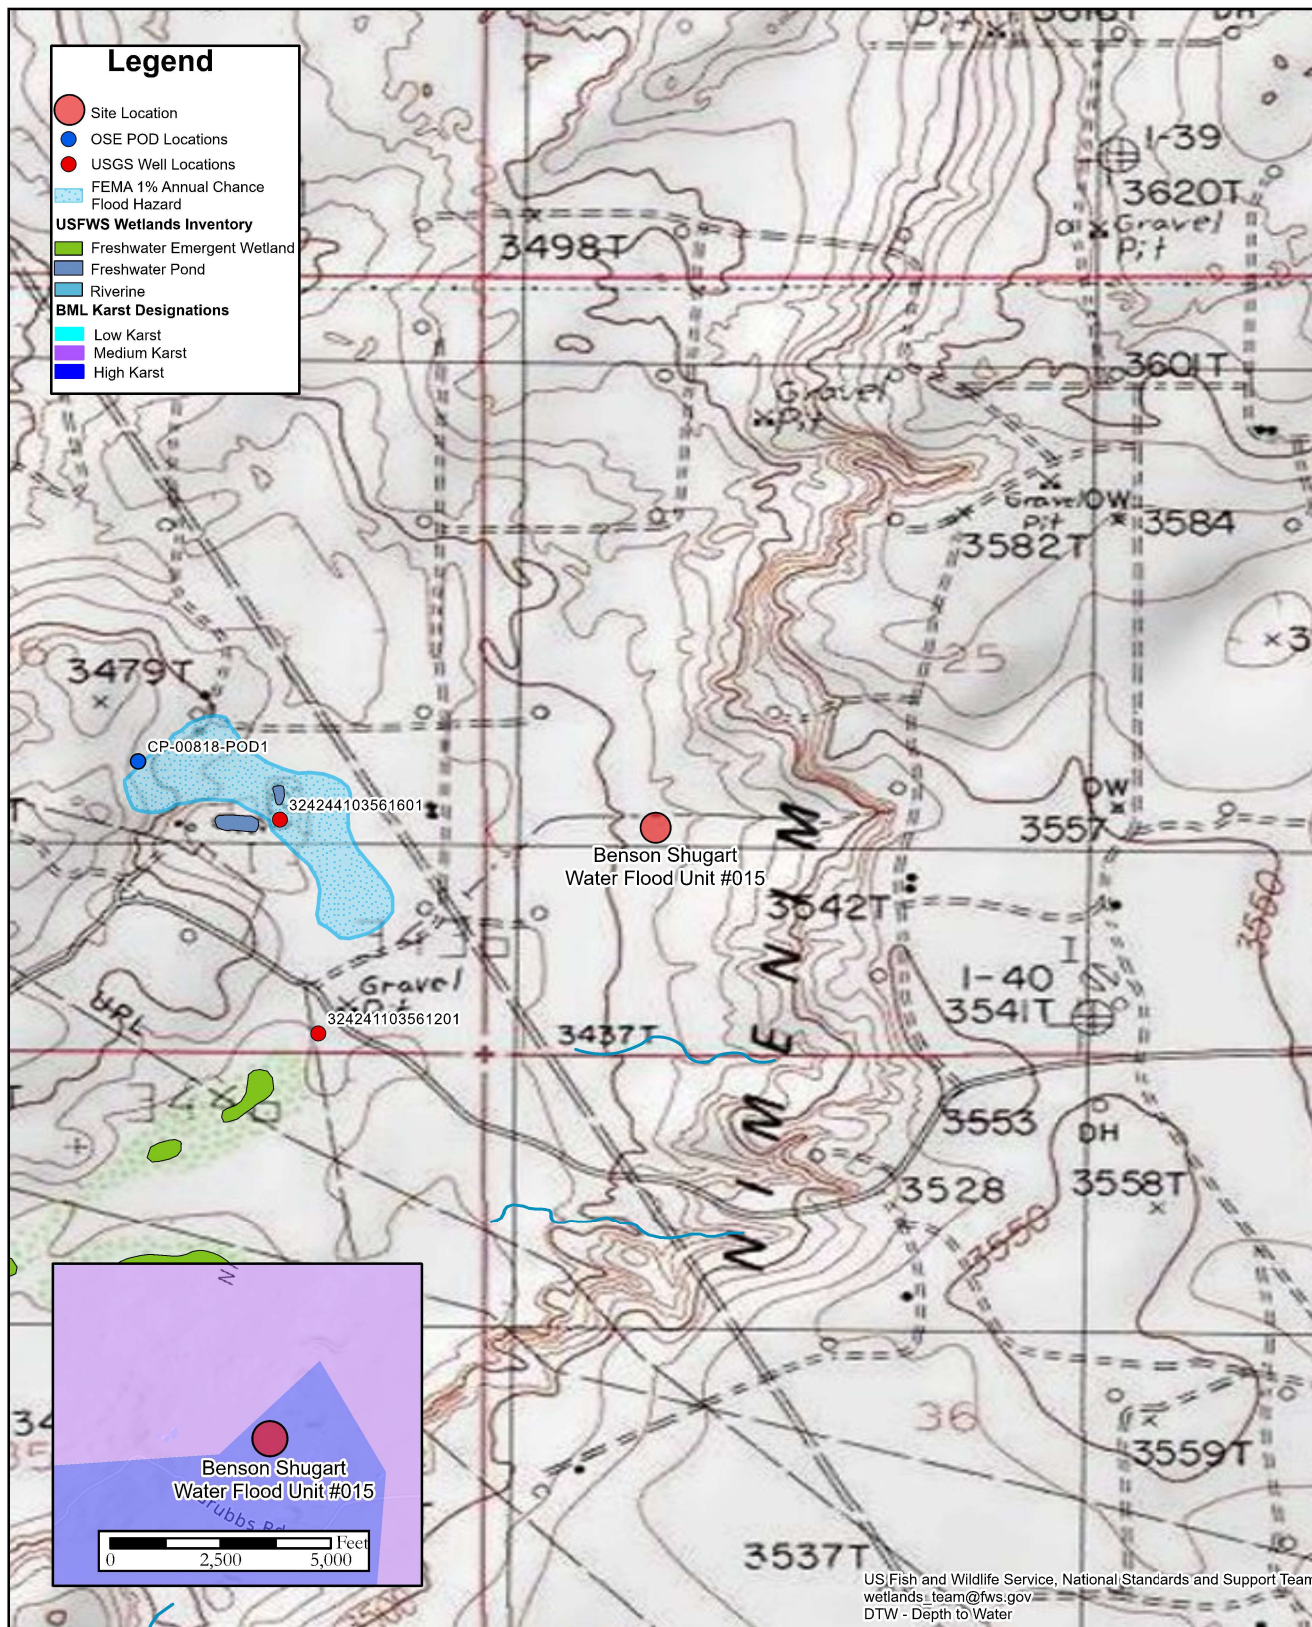 Legend
Site Location
OSE POD Locations
USGS Well Locations
FEMA 1% Annual Chance
Flood Hazard
USFWS Wetlands Inventory
Freshwater Emergent Wetland
Freshwater Pond
Riverine
BML Karst Designations
Low Karst
Medium Karst
High Karst
I-39
3620T
Gravel
Pit
3498T
3601T
Gravel
Pit
Gravel
Pit
OW
3584
3582T
25
3479T
CP-00818-POD1
324244103561601
DW
3557
Benson Shugart
Water Flood Unit #015
3542T
3550
I-40
3541T
Gravel
Pit
324241103561201
3437T
NIMENIM
3553
DH
3558T
3528
3550
36
3559T
3537T
Benson Shugart
Water Flood Unit #015
Feet
0 2,500 5,000
US Fish and Wildlife Service, National Standards and Support Team
wetlands_team@fws.gov
DTW - Depth to Water